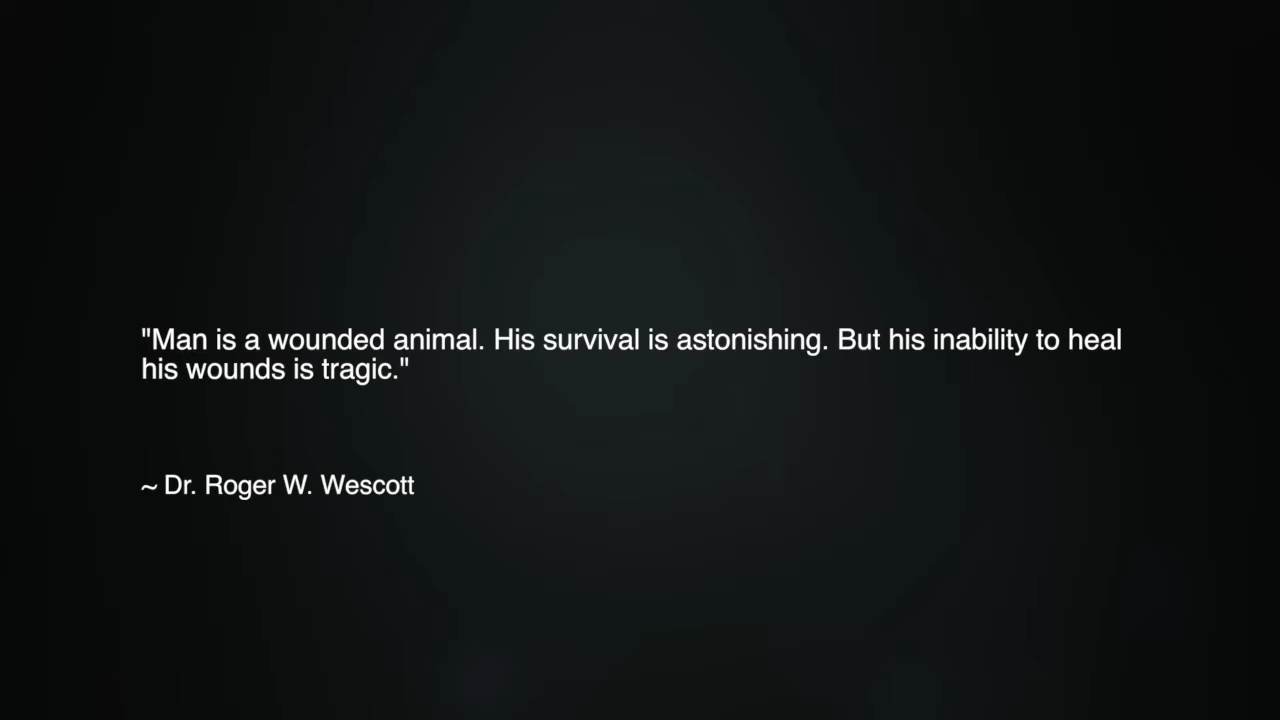 "Man is a wounded animal. His survival is astonishing. But his inability to heal
his wounds is tragic."
~ Dr. Roger W. Wescott